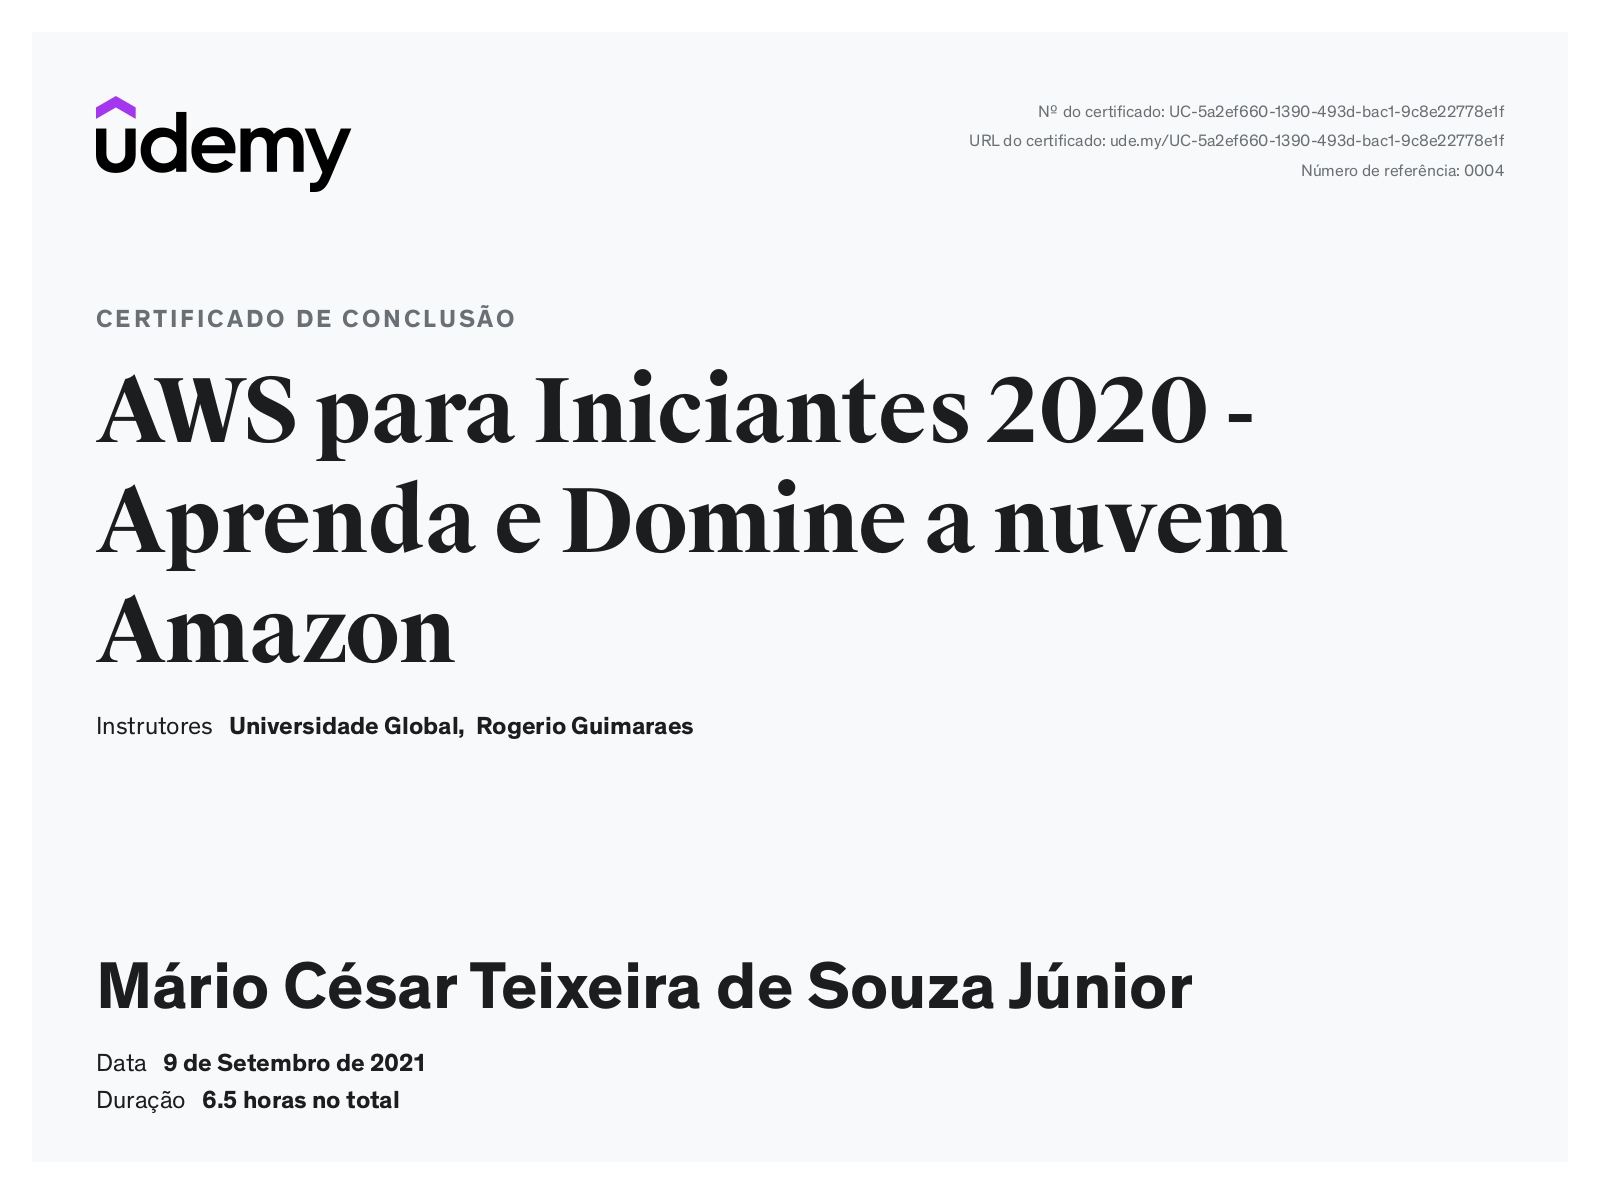 udemy
Nº do certificado: UC-5a2ef660-1390-493d-bac1-9c8e22778e1f
URL do certificado: ude.my/UC-5a2ef660-1390-493d-bac1-9c8e22778e1f
Número de referência: 0004
CERTIFICADO DE CONCLUSÃO
AWS para Iniciantes 2020 -
Aprenda e Domine a nuvem
Amazon
Instrutores Universidade Global, Rogerio Guimaraes
Mário César Teixeira de Souza Júnior
Data 9 de Setembro de 2021
Duração 6.5 horas no total